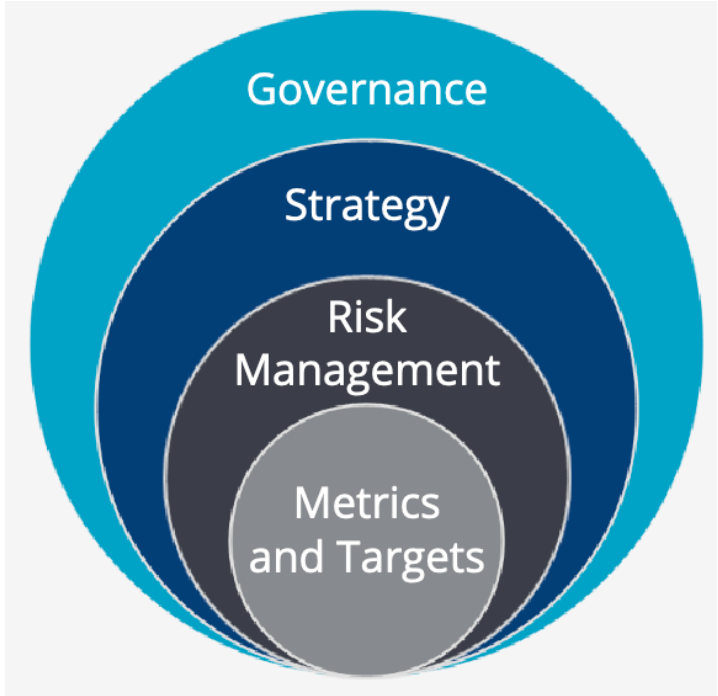 Governance
Strategy
Risk
Management
Metrics
and Targets